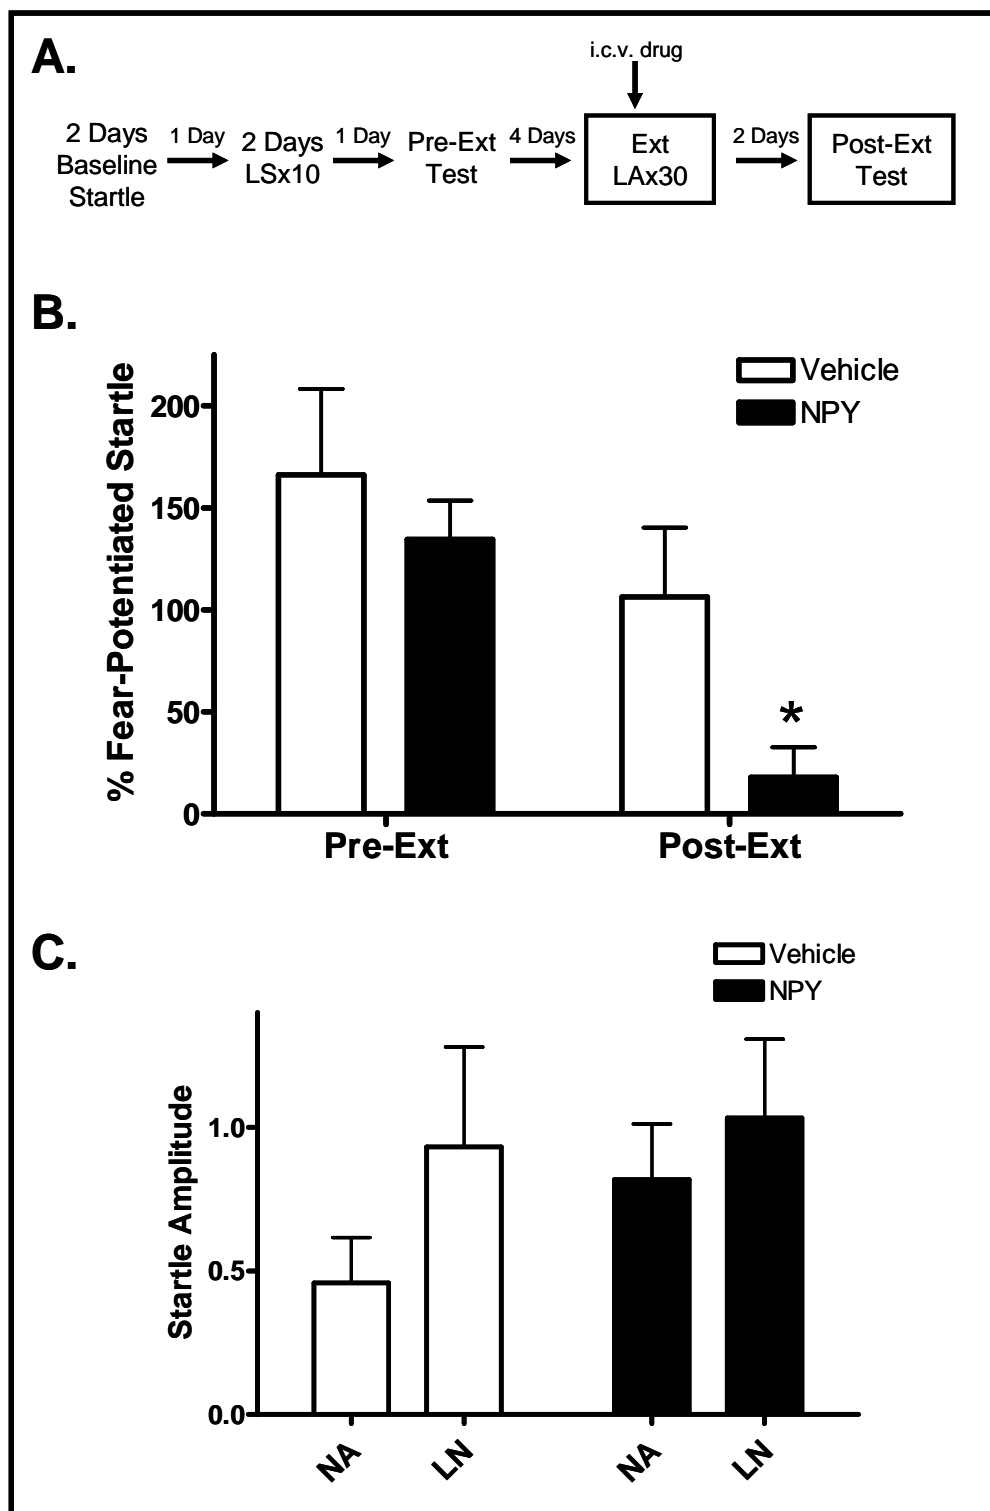 A.
i.c.v. drug
2 Days
Baseline
Startle
1 Day
2 Days
LSx10
1 Day
Pre-Ext
Test
4 Days
Ext
LAx30
2 Days
Post-Ext
Test
B.
% Fear-Potentiated Startle
200
150
100
50
0
Vehicle
NPY
*
Pre-Ext
Post-Ext
C.
Vehicle
NPY
Startle Amplitude
1.0
0.5
0.0
NA
LN
NA
LN